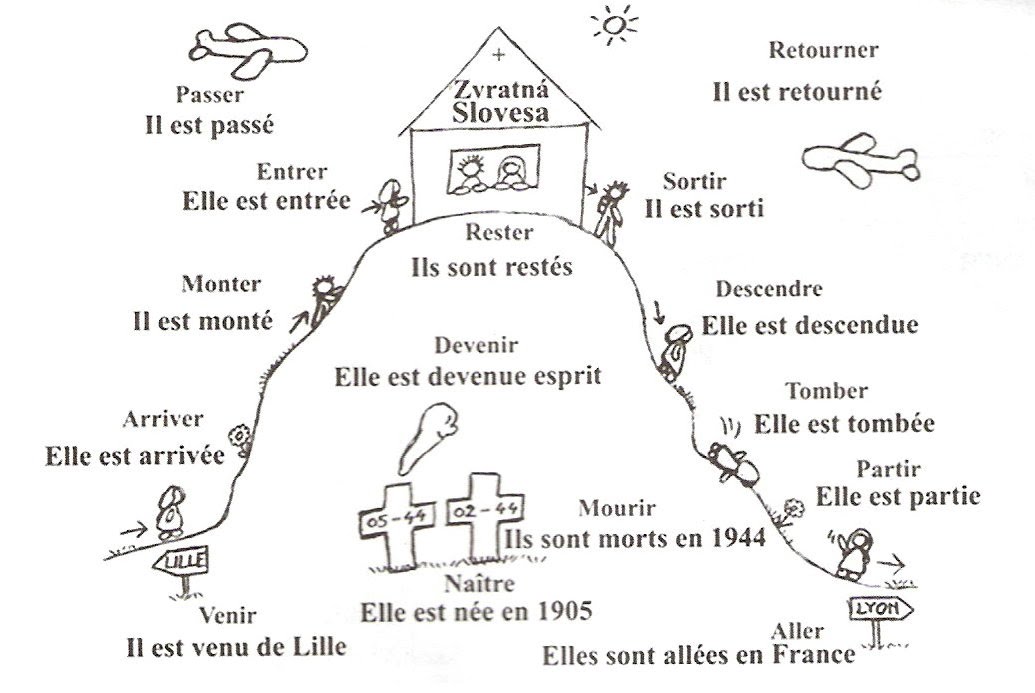 Passer
Il est passé
Retourner
Il est retourné
Zvratná
Slovesa
Entrer
Elle est entrée
Sortir
Il est sorti
Rester
Ils sont restés
Monter
Il est monté
Descendre
Elle est descendue
Devenir
Elle est devenue esprit
Tomber
Elle est tombée
Arriver
Elle est arrivée
Partir
Elle est partie
05-44
02-44
Mourir
Ils sont morts en 1944
LILLE
Naître
Elle est née en 1905
LYON
Venir
Il est venu de Lille
Aller
Elles sont allées en France